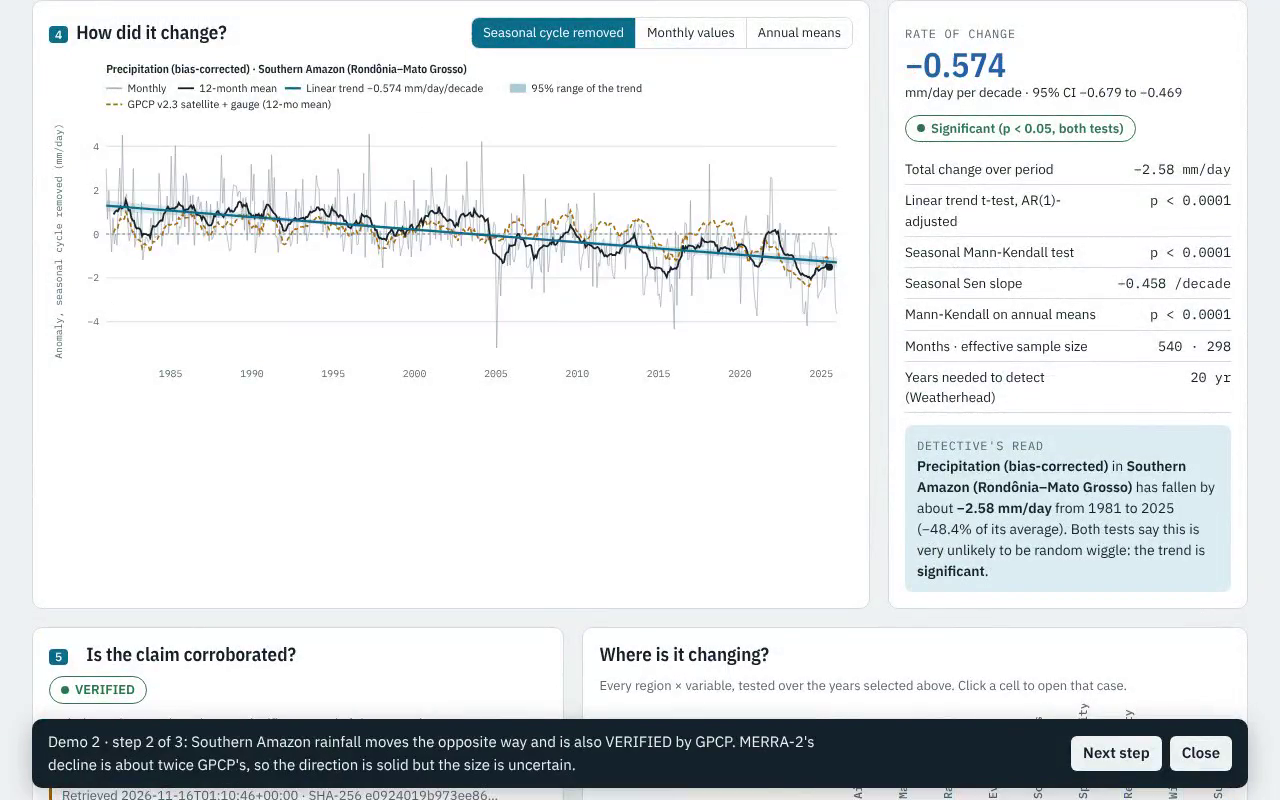 4 How did it change?
Seasonal cycle removed Monthly values Annual means
Precipitation (bias-corrected) · Southern Amazon (Rondônia–Mato Grosso)
Monthly 12-month mean Linear trend −0.574 mm/day/decade 95% range of the trend
GPCP v2.3 satellite + gauge (12-mo mean)
Anomaly, seasonal cycle removed (mm/day)
4
2
0
−2
−4
1985 1990 1995 2000 2005 2010 2015 2020 2025
RATE OF CHANGE
−0.574
mm/day per decade · 95% CI −0.679 to −0.469
Significant (p < 0.05, both tests)
Total change over period −2.58 mm/day
Linear trend t-test, AR(1)- p < 0.0001
adjusted
Seasonal Mann-Kendall test p < 0.0001
Seasonal Sen slope −0.458 /decade
Mann-Kendall on annual means p < 0.0001
Months · effective sample size 540 · 298
Years needed to detect 20 yr
(Weatherhead)
DETECTIVE'S READ
Precipitation (bias-corrected) in Southern
Amazon (Rondônia–Mato Grosso) has fallen by
about −2.58 mm/day from 1981 to 2025
(−48.4% of its average). Both tests say this is
very unlikely to be random wiggle: the trend is
significant.
5 Is the claim corroborated?
VERIFIED
Where is it changing?
Every region × variable, tested over the years selected above. Click a cell to open that case.
Demo 2 · step 2 of 3: Southern Amazon rainfall moves the opposite way and is also VERIFIED by GPCP. MERRA-2's
decline is about twice GPCP's, so the direction is solid but the size is uncertain.
Next step Close
Retrieved 2026-11-16T01:10:46+00:00 · SHA-256 e0924019b973ee86…